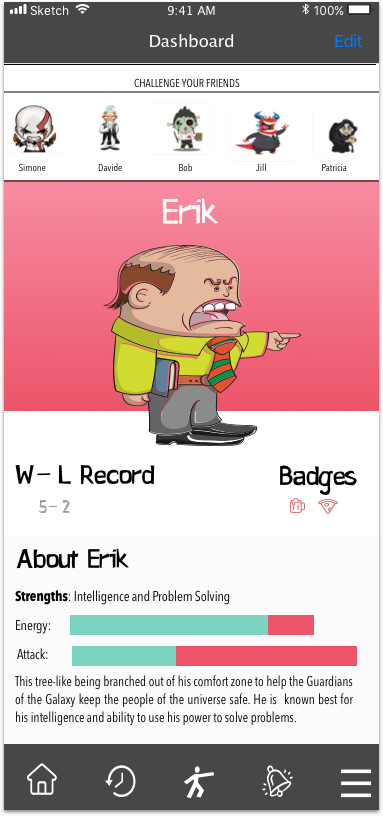 Sketch 9:41 AM 100%
Dashboard Edit
CHALLENGE YOUR FRIENDS
Simone Davide Bob Jill Patricia
Erik
W - L Record Badges
5 - 2
About Erik
Strengths: Intelligence and Problem Solving
Energy:
Attack:
This tree-like being branched out of his comfort zone to help the Guardians
of the Galaxy keep the people of the universe safe. He is known best for
his intelligence and ability to use his power to solve problems.